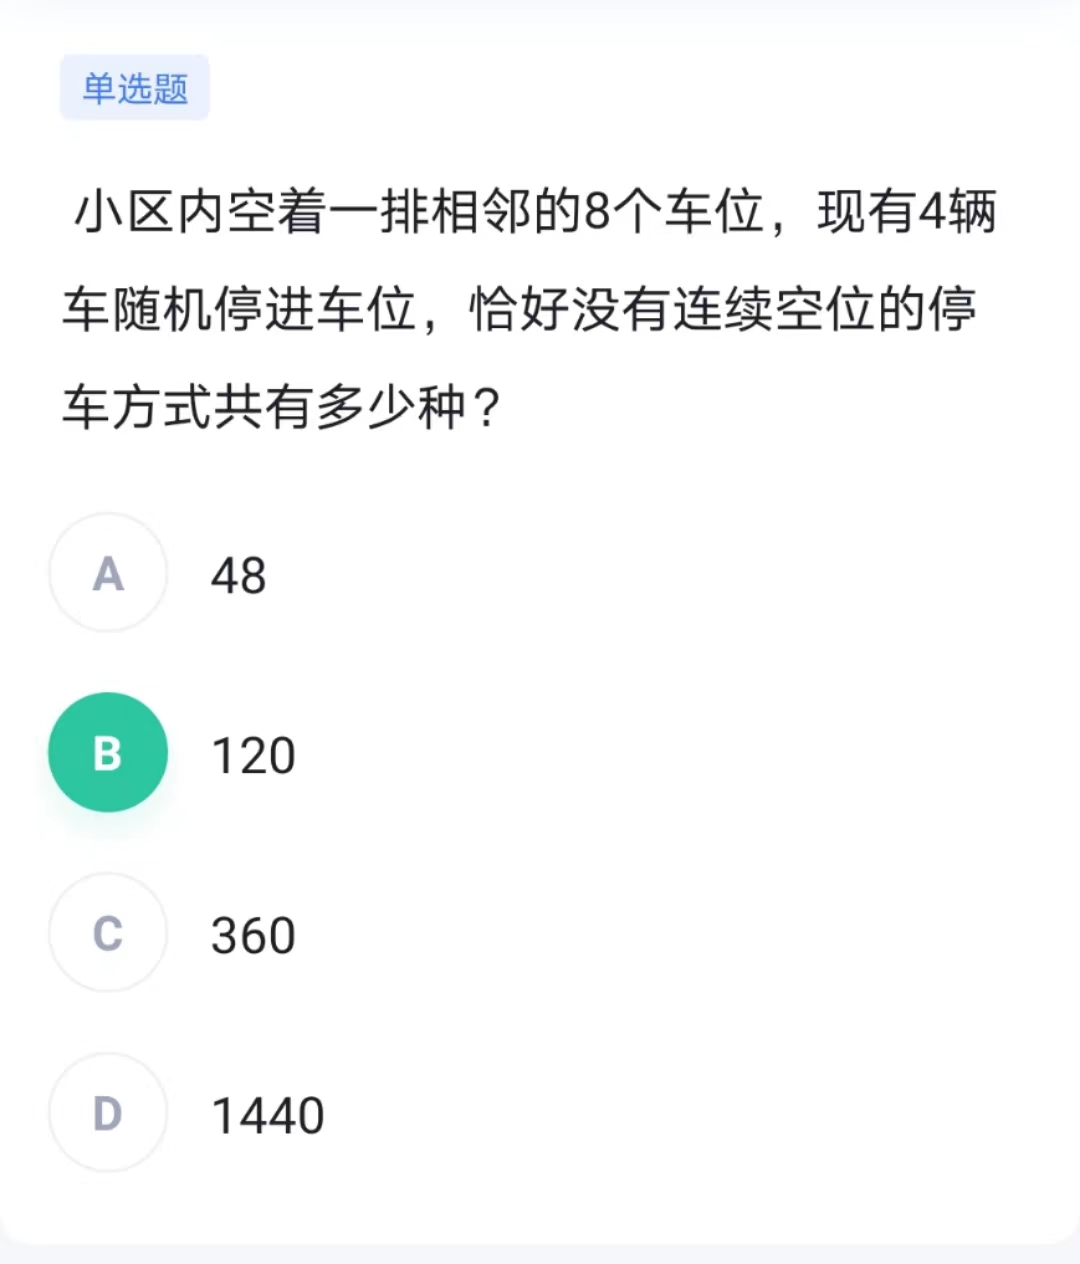 单选题
小区内空着一排相邻的8个车位，现有4辆
车随机停进车位，恰好没有连续空位的停
车方式共有多少种？
A 48
B 120
C 360
D 1440